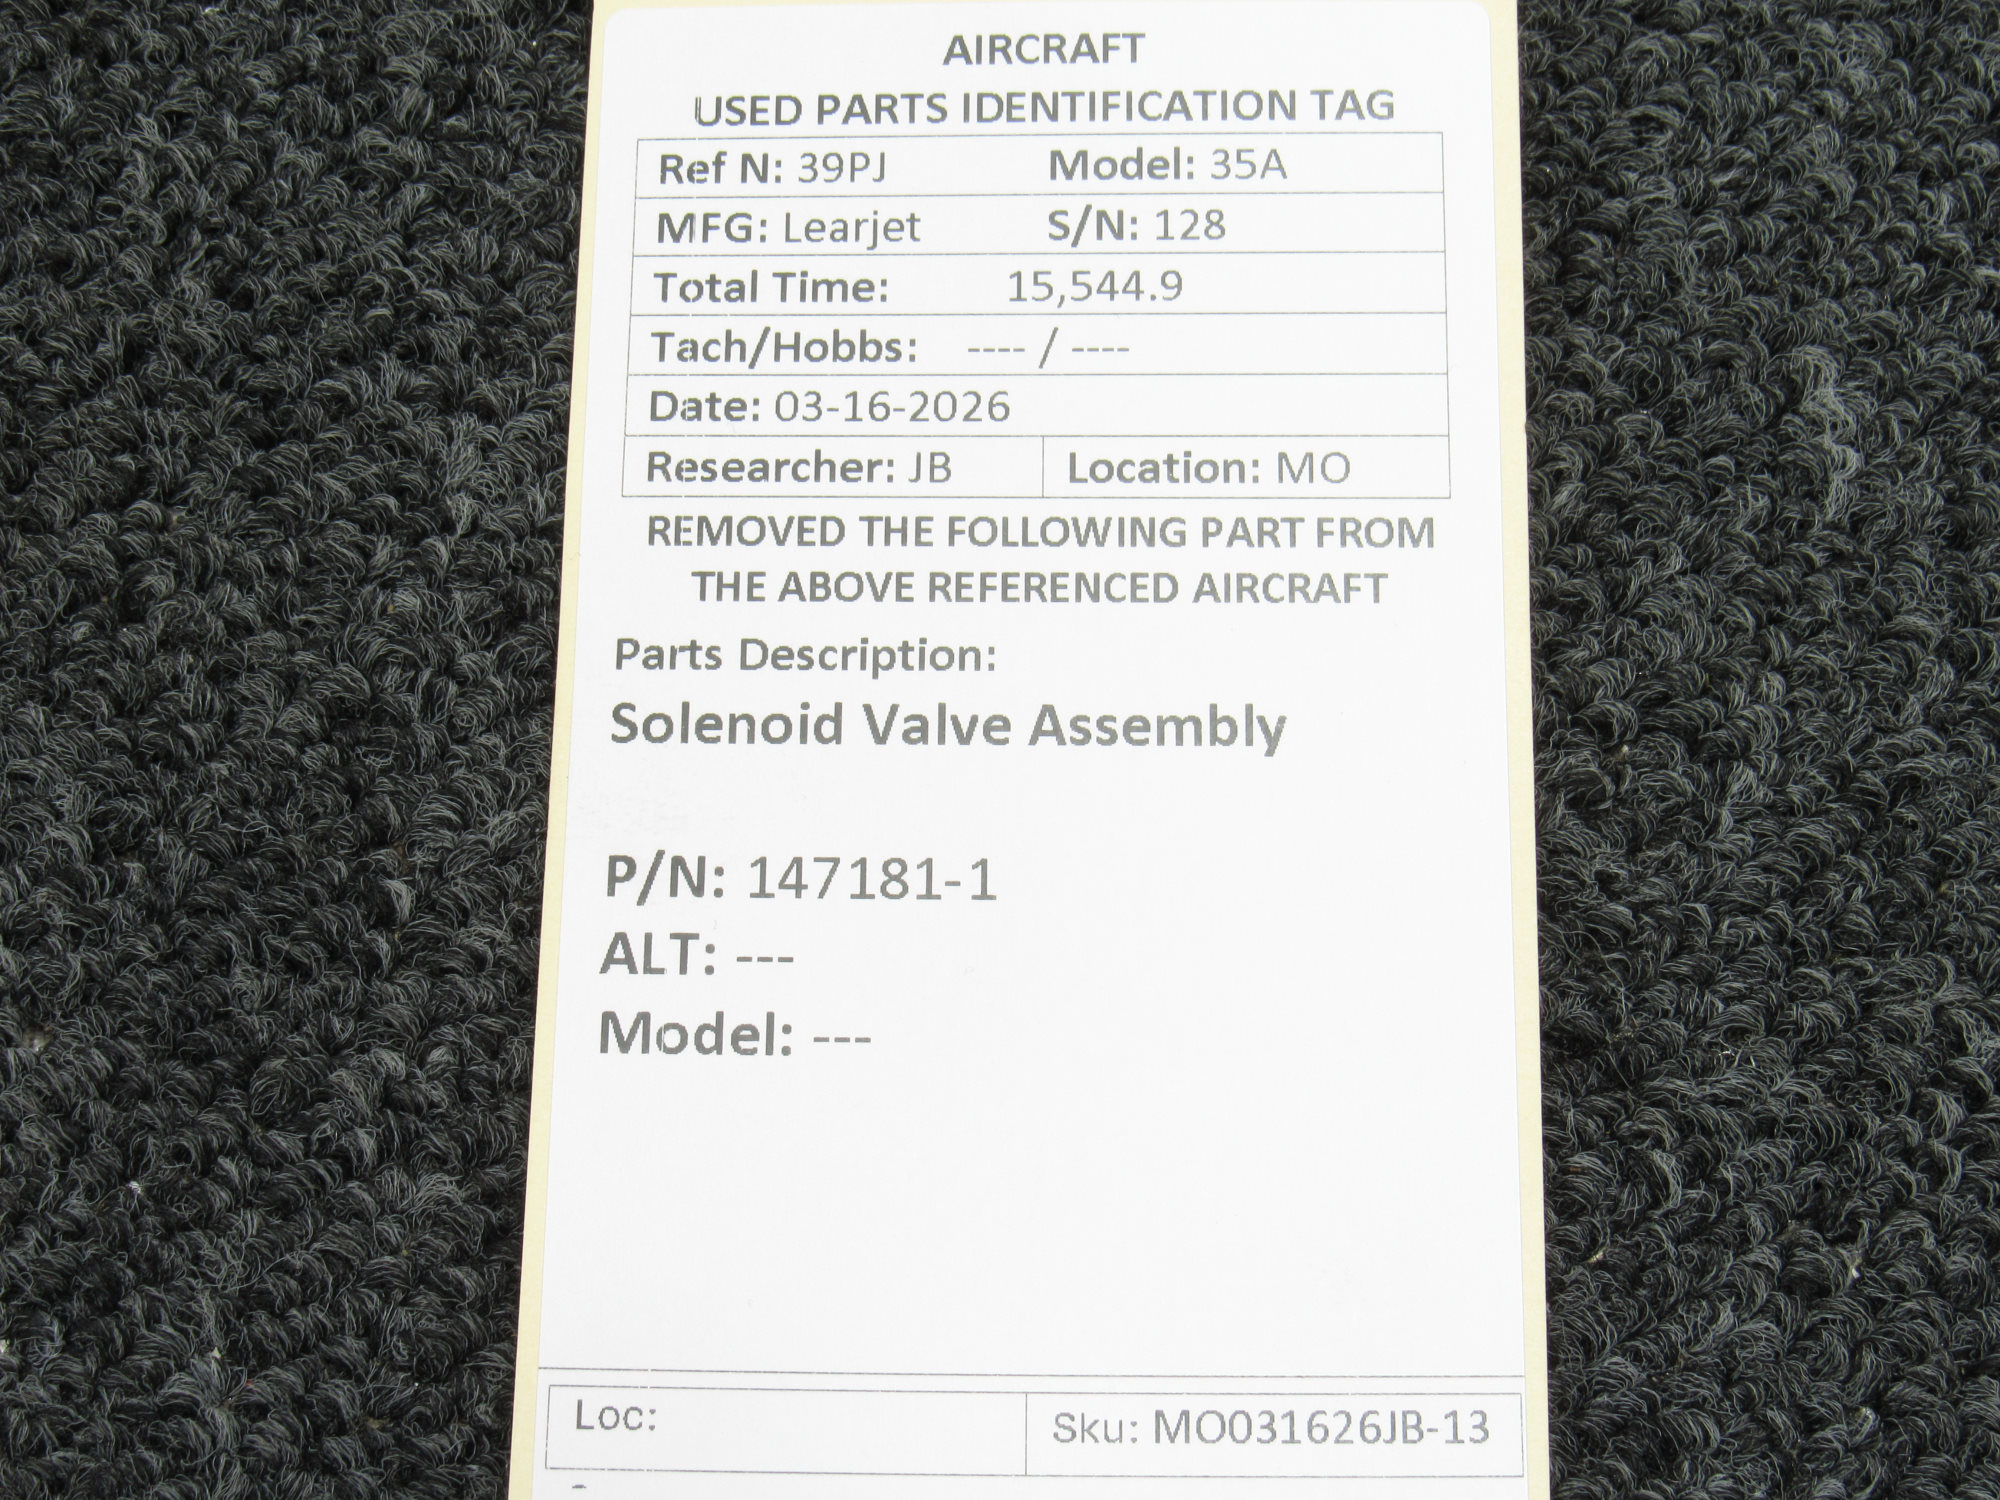 AIRCRAFT
USED PARTS IDENTIFICATION TAG
Ref N: 39PJ Model: 35A
MFG: Learjet S/N: 128
Total Time: 15,544.9
Tach/Hobbs: ---- / ----
Date: 03-16-2026
Researcher: JB Location: MO
REMOVED THE FOLLOWING PART FROM
THE ABOVE REFERENCED AIRCRAFT
Parts Description:
Solenoid Valve Assembly
P/N: 147181-1
ALT: ---
Model: ---
Loc: Sku: MO031626JB-13